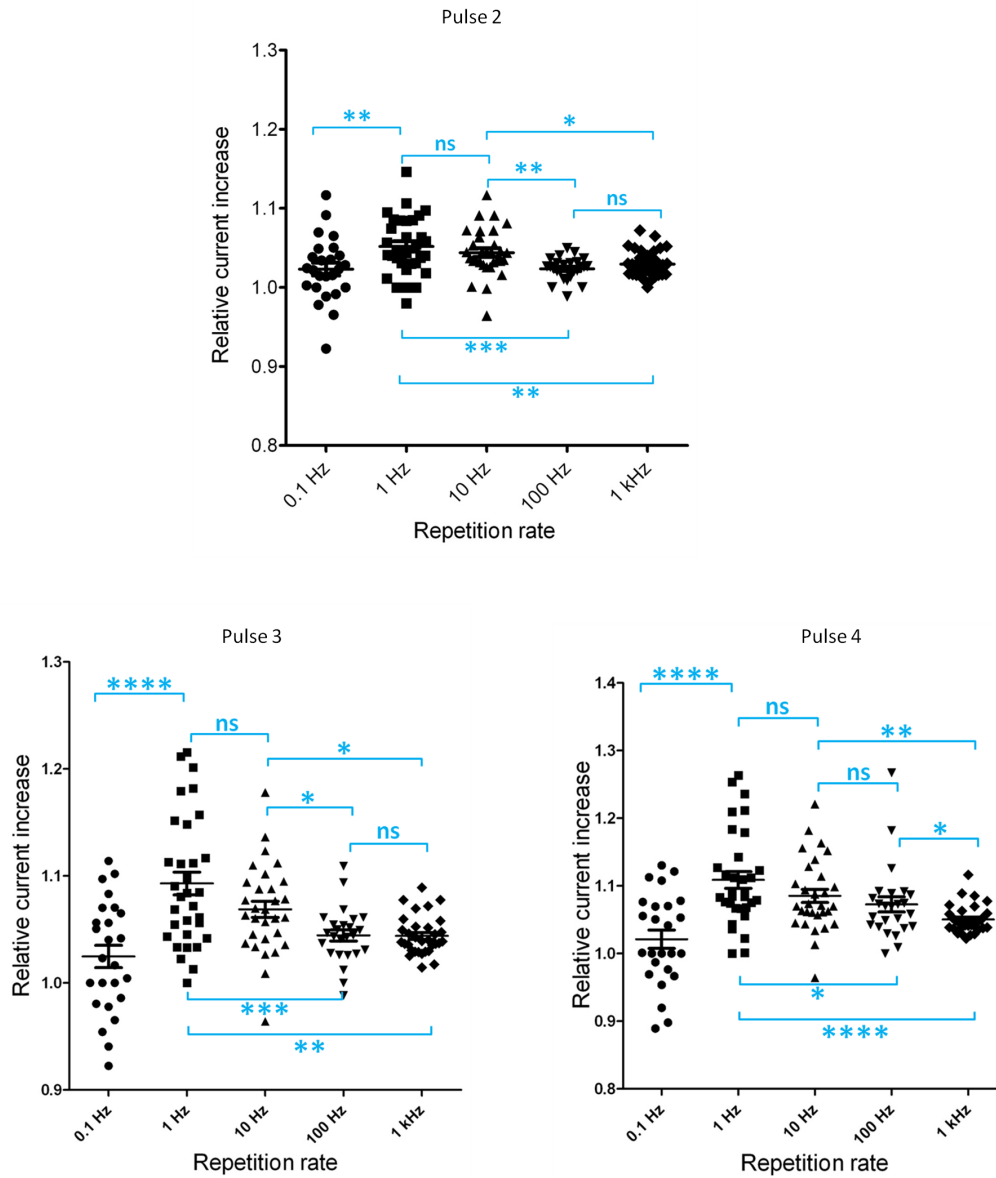 Pulse 2
1.3
1.2
1.1
1.0
0.9
0.8
Relative current increase
**
ns
*
**
ns
***
**
0.1 Hz
1 Hz
10 Hz
100 Hz
1 kHz
Repetition rate
Pulse 3
1.3
1.2
1.1
1.0
0.9
Relative current increase
****
ns
*
*
ns
***
**
0.1 Hz
1 Hz
10 Hz
100 Hz
1 kHz
Repetition rate
Pulse 4
1.4
1.3
1.2
1.1
1.0
0.9
0.8
Relative current increase
****
ns
**
ns
*
*
****
0.1 Hz
1 Hz
10 Hz
100 Hz
1 kHz
Repetition rate